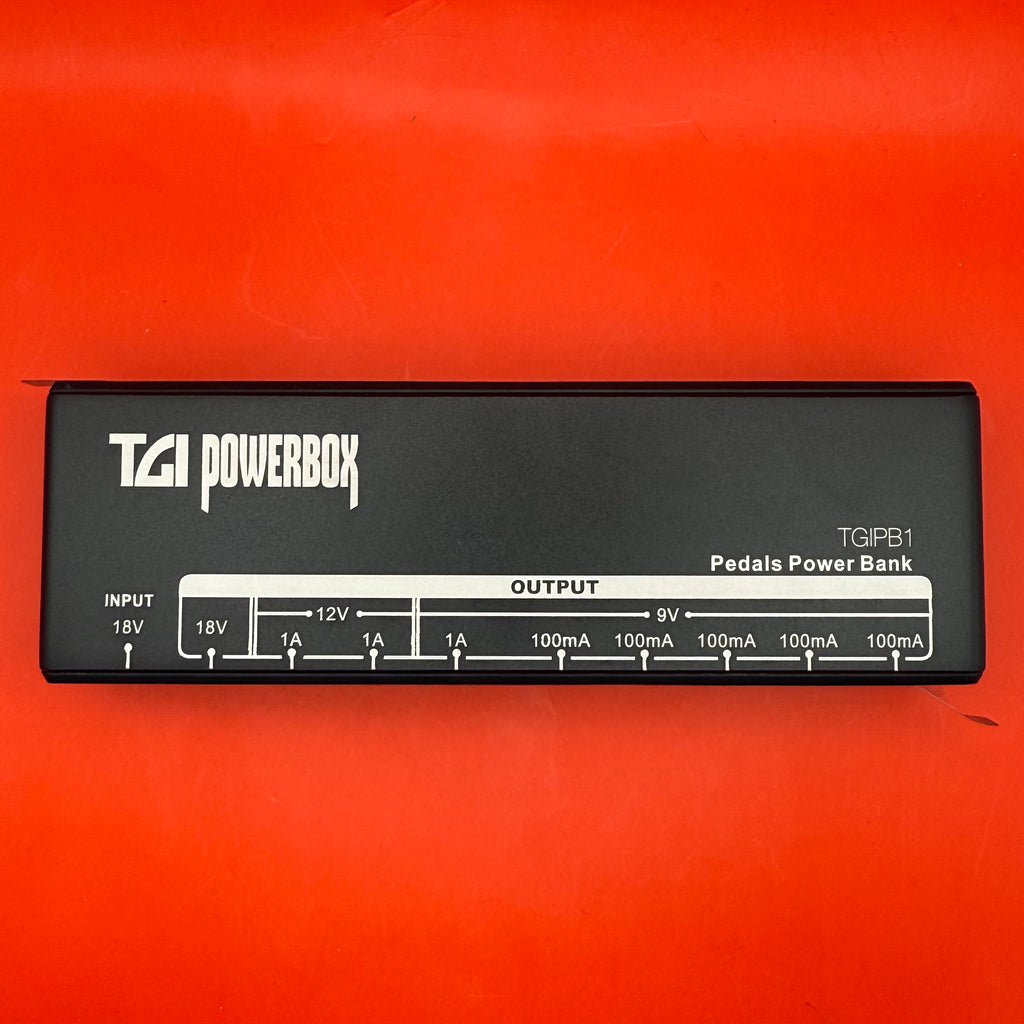 TGI POWERBOX
TGIPB1
Pedals Power Bank
OUTPUT
INPUT
18V
18V
12V
9V
1A 1A 1A 100mA 100mA 100mA 100mA 100mA